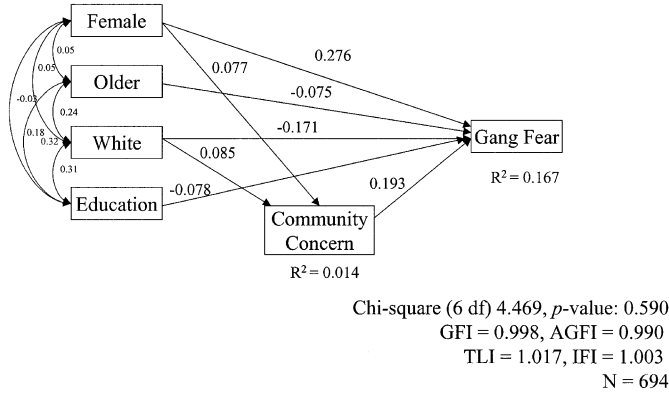 Female
0.05
0.276
0.05
0.077
Older
-0.075
-0.03
0.24
-0.171
White
Gang Fear
0.18
0.32
0.085
R² = 0.167
0.31
-0.078
0.193
Education
Community
Concern
R² = 0.014
Chi-square (6 df) 4.469, p-value: 0.590
GFI = 0.998, AGFI = 0.990
TLI = 1.017, IFI = 1.003
N = 694